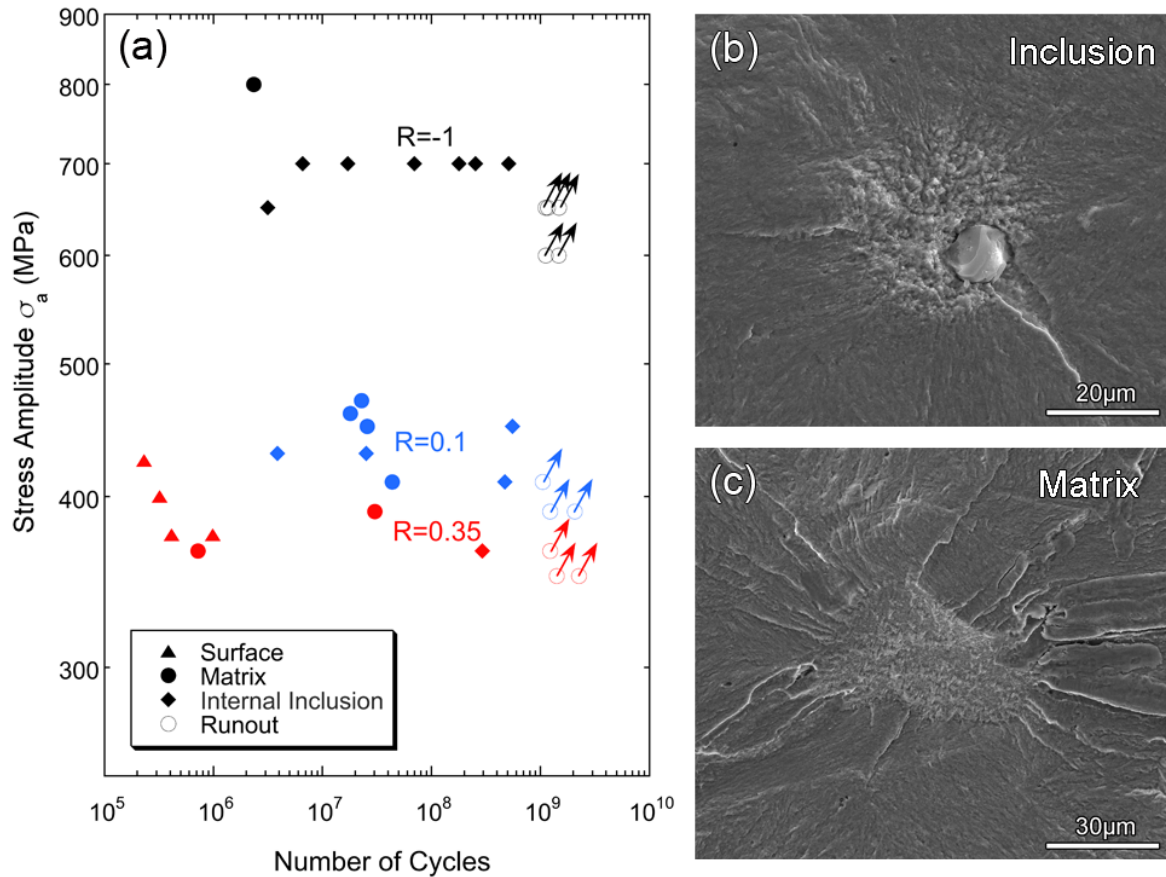 (a)
900
800
700
600
500
400
300
Stress Amplitude σa (MPa)
R=-1
R=0.1
R=0.35
Surface
Matrix
Internal Inclusion
Runout
10^5
10^6
10^7
10^8
10^9
10^10
Number of Cycles
(b)
Inclusion
20μm
(c)
Matrix
30μm